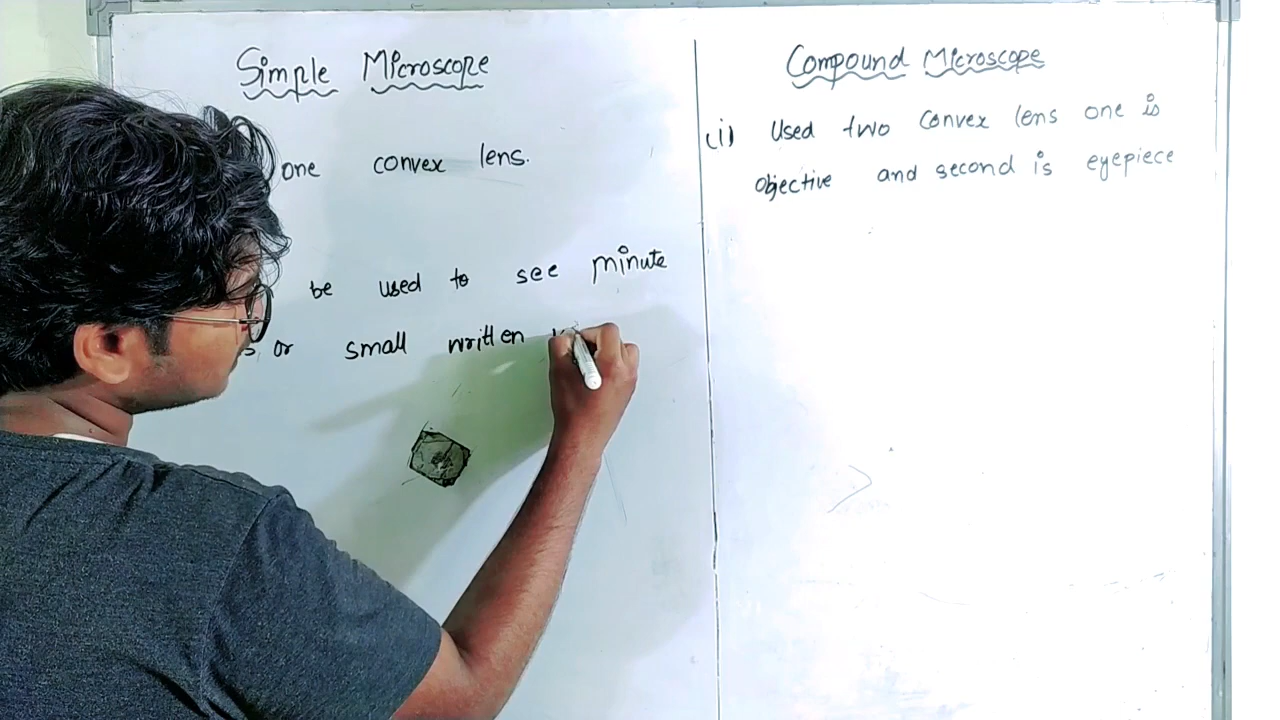 Simple Microscope
one convex lens.
be used to see minute
or small written
Compound Microscope
(i) Used two convex lens one is
objective and second is eyepiece